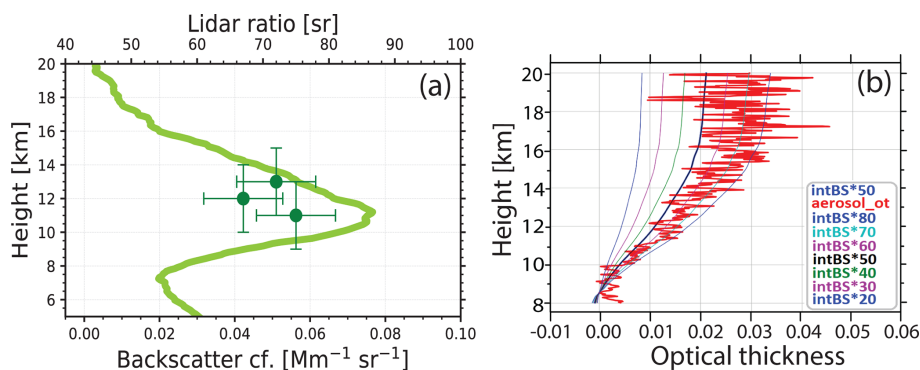 Lidar ratio [sr]
40 50 60 70 80 90 100
(a)
Height [km]
20
18
16
14
12
10
8
6
0.00 0.02 0.04 0.06 0.08 0.10
Backscatter cf. [Mm⁻¹ sr⁻¹]
(b)
Height [km]
20
18
16
14
12
10
8
intBS*50
aerosol_ot
intBS*80
intBS*70
intBS*60
intBS*50
intBS*40
intBS*30
intBS*20
-0.01 0.00 0.01 0.02 0.03 0.04 0.05 0.06
Optical thickness